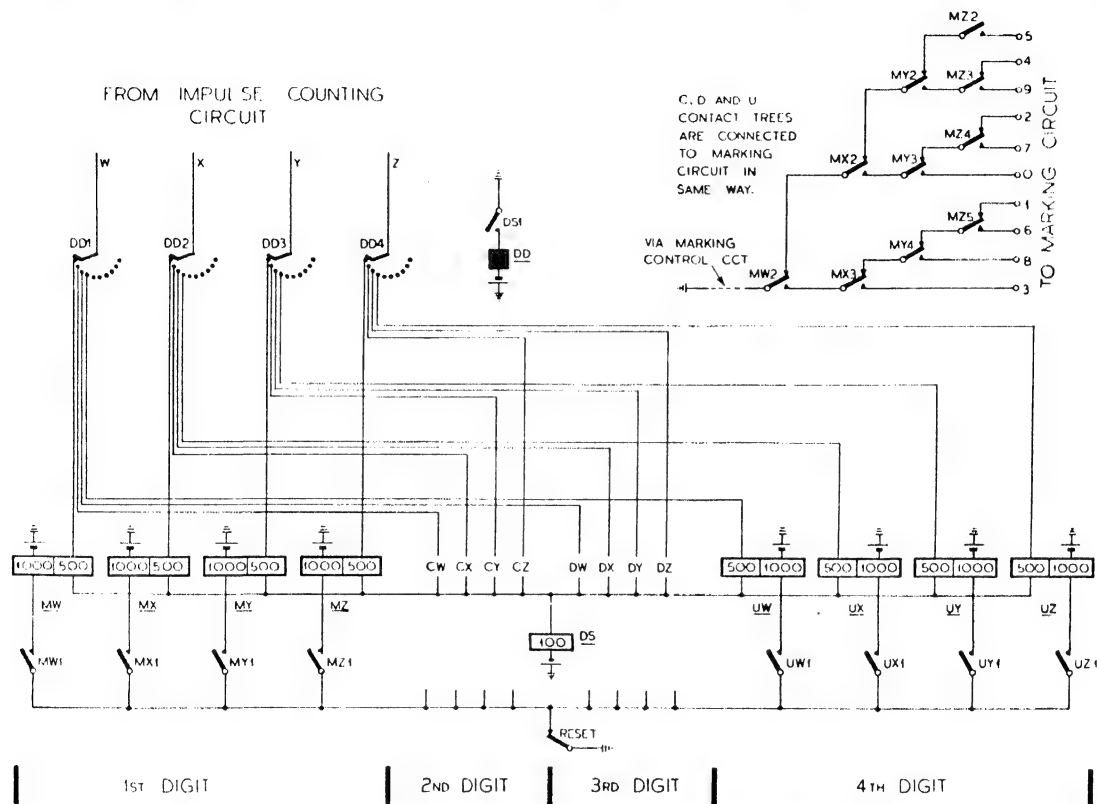 FROM IMPULSE COUNTING
CIRCUIT
W
X
Y
Z
DD1
DD2
DD3
DD4
DS1
DD
C, D AND U
CONTACT TREES
ARE CONNECTED
TO MARKING
CIRCUIT IN
SAME WAY.
VIA MARKING
CONTROL CCT
MW2
MX2
MX3
MY2
MY3
MY4
MZ2
MZ3
MZ4
MZ5
5
4
9
2
7
0
1
6
8
3
TO MARKING CIRCUIT
1000 500
1000 500
1000 500
1000 500
CW CX CY CZ
DW DX DY DZ
500 1000
500 1000
500 1000
500 1000
MW
MX
MY
MZ
100
DS
UW
UX
UY
UZ
MW1
MX1
MY1
MZ1
UW1
UX1
UY1
UZ1
RESET
1ST DIGIT
2ND DIGIT
3RD DIGIT
4TH DIGIT